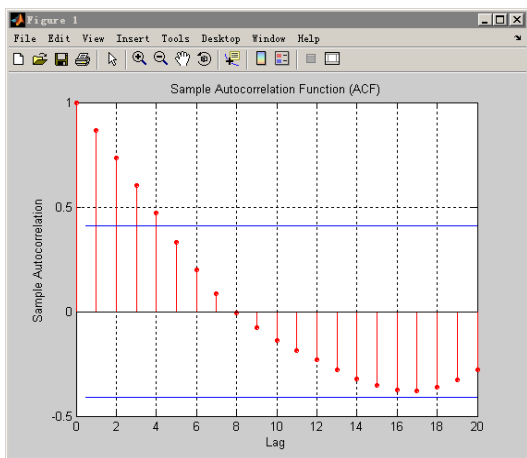 Figure 1
File Edit View Insert Tools Desktop Window Help
Sample Autocorrelation Function (ACF)
Sample Autocorrelation
1
0.5
0
-0.5
0 2 4 6 8 10 12 14 16 18 20
Lag